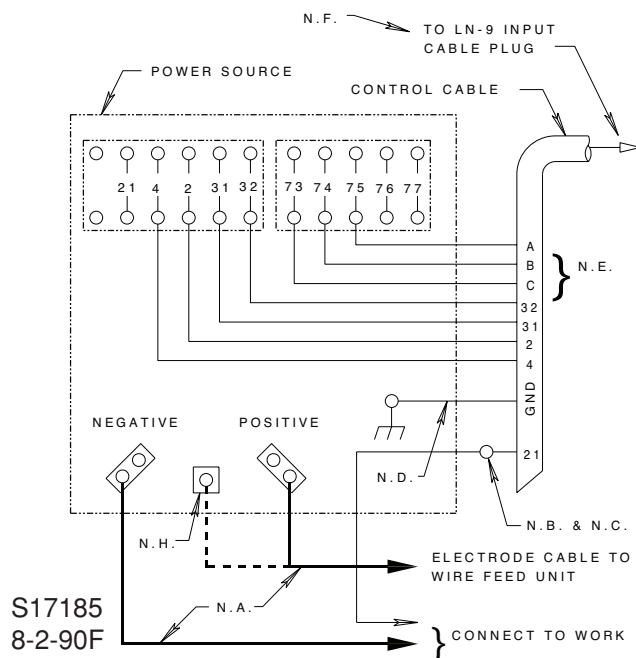 N.F.
TO LN-9 INPUT
CABLE PLUG
POWER SOURCE
CONTROL CABLE
21 4 2 31 32
73 74 75 76 77
A
B
C
N.E.
32
31
2
4
GND
21
NEGATIVE
POSITIVE
N.D.
N.B. & N.C.
N.H.
ELECTRODE CABLE TO
WIRE FEED UNIT
N.A.
S17185
8-2-90F
CONNECT TO WORK